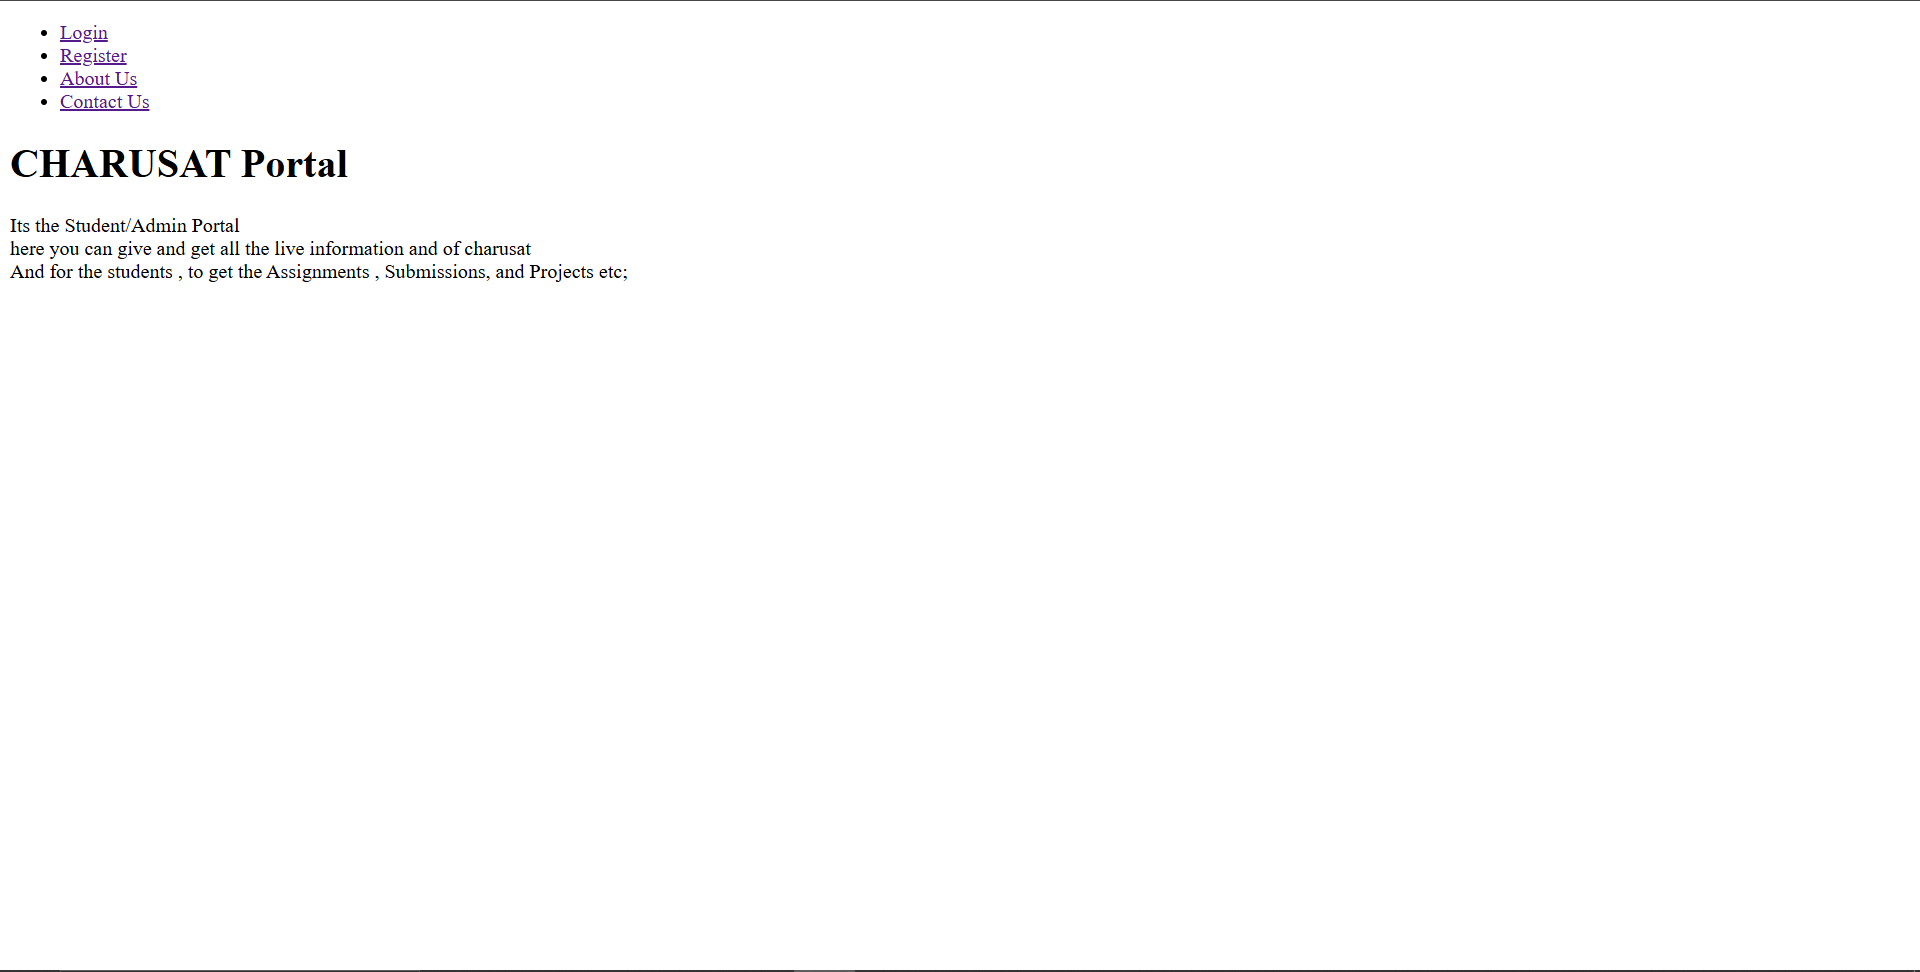 Login
Register
About Us
Contact Us
CHARUSAT Portal
Its the Student/Admin Portal
here you can give and get all the live information and of charusat
And for the students , to get the Assignments , Submissions, and Projects etc;